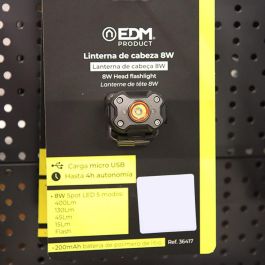 EDM
PRODUCT
Linterna de cabeza 8W
Lanterna de cabeça 8W
8W Head flashlight
Lanterne de tête 8W
Carga micro USB
Hasta 4h autonomía
• 8W Spot LED 5 modos:
400Lm
130Lm
45Lm
15Lm
Flash
• 1200mAh batería de polímero de litio
Ref. 36417